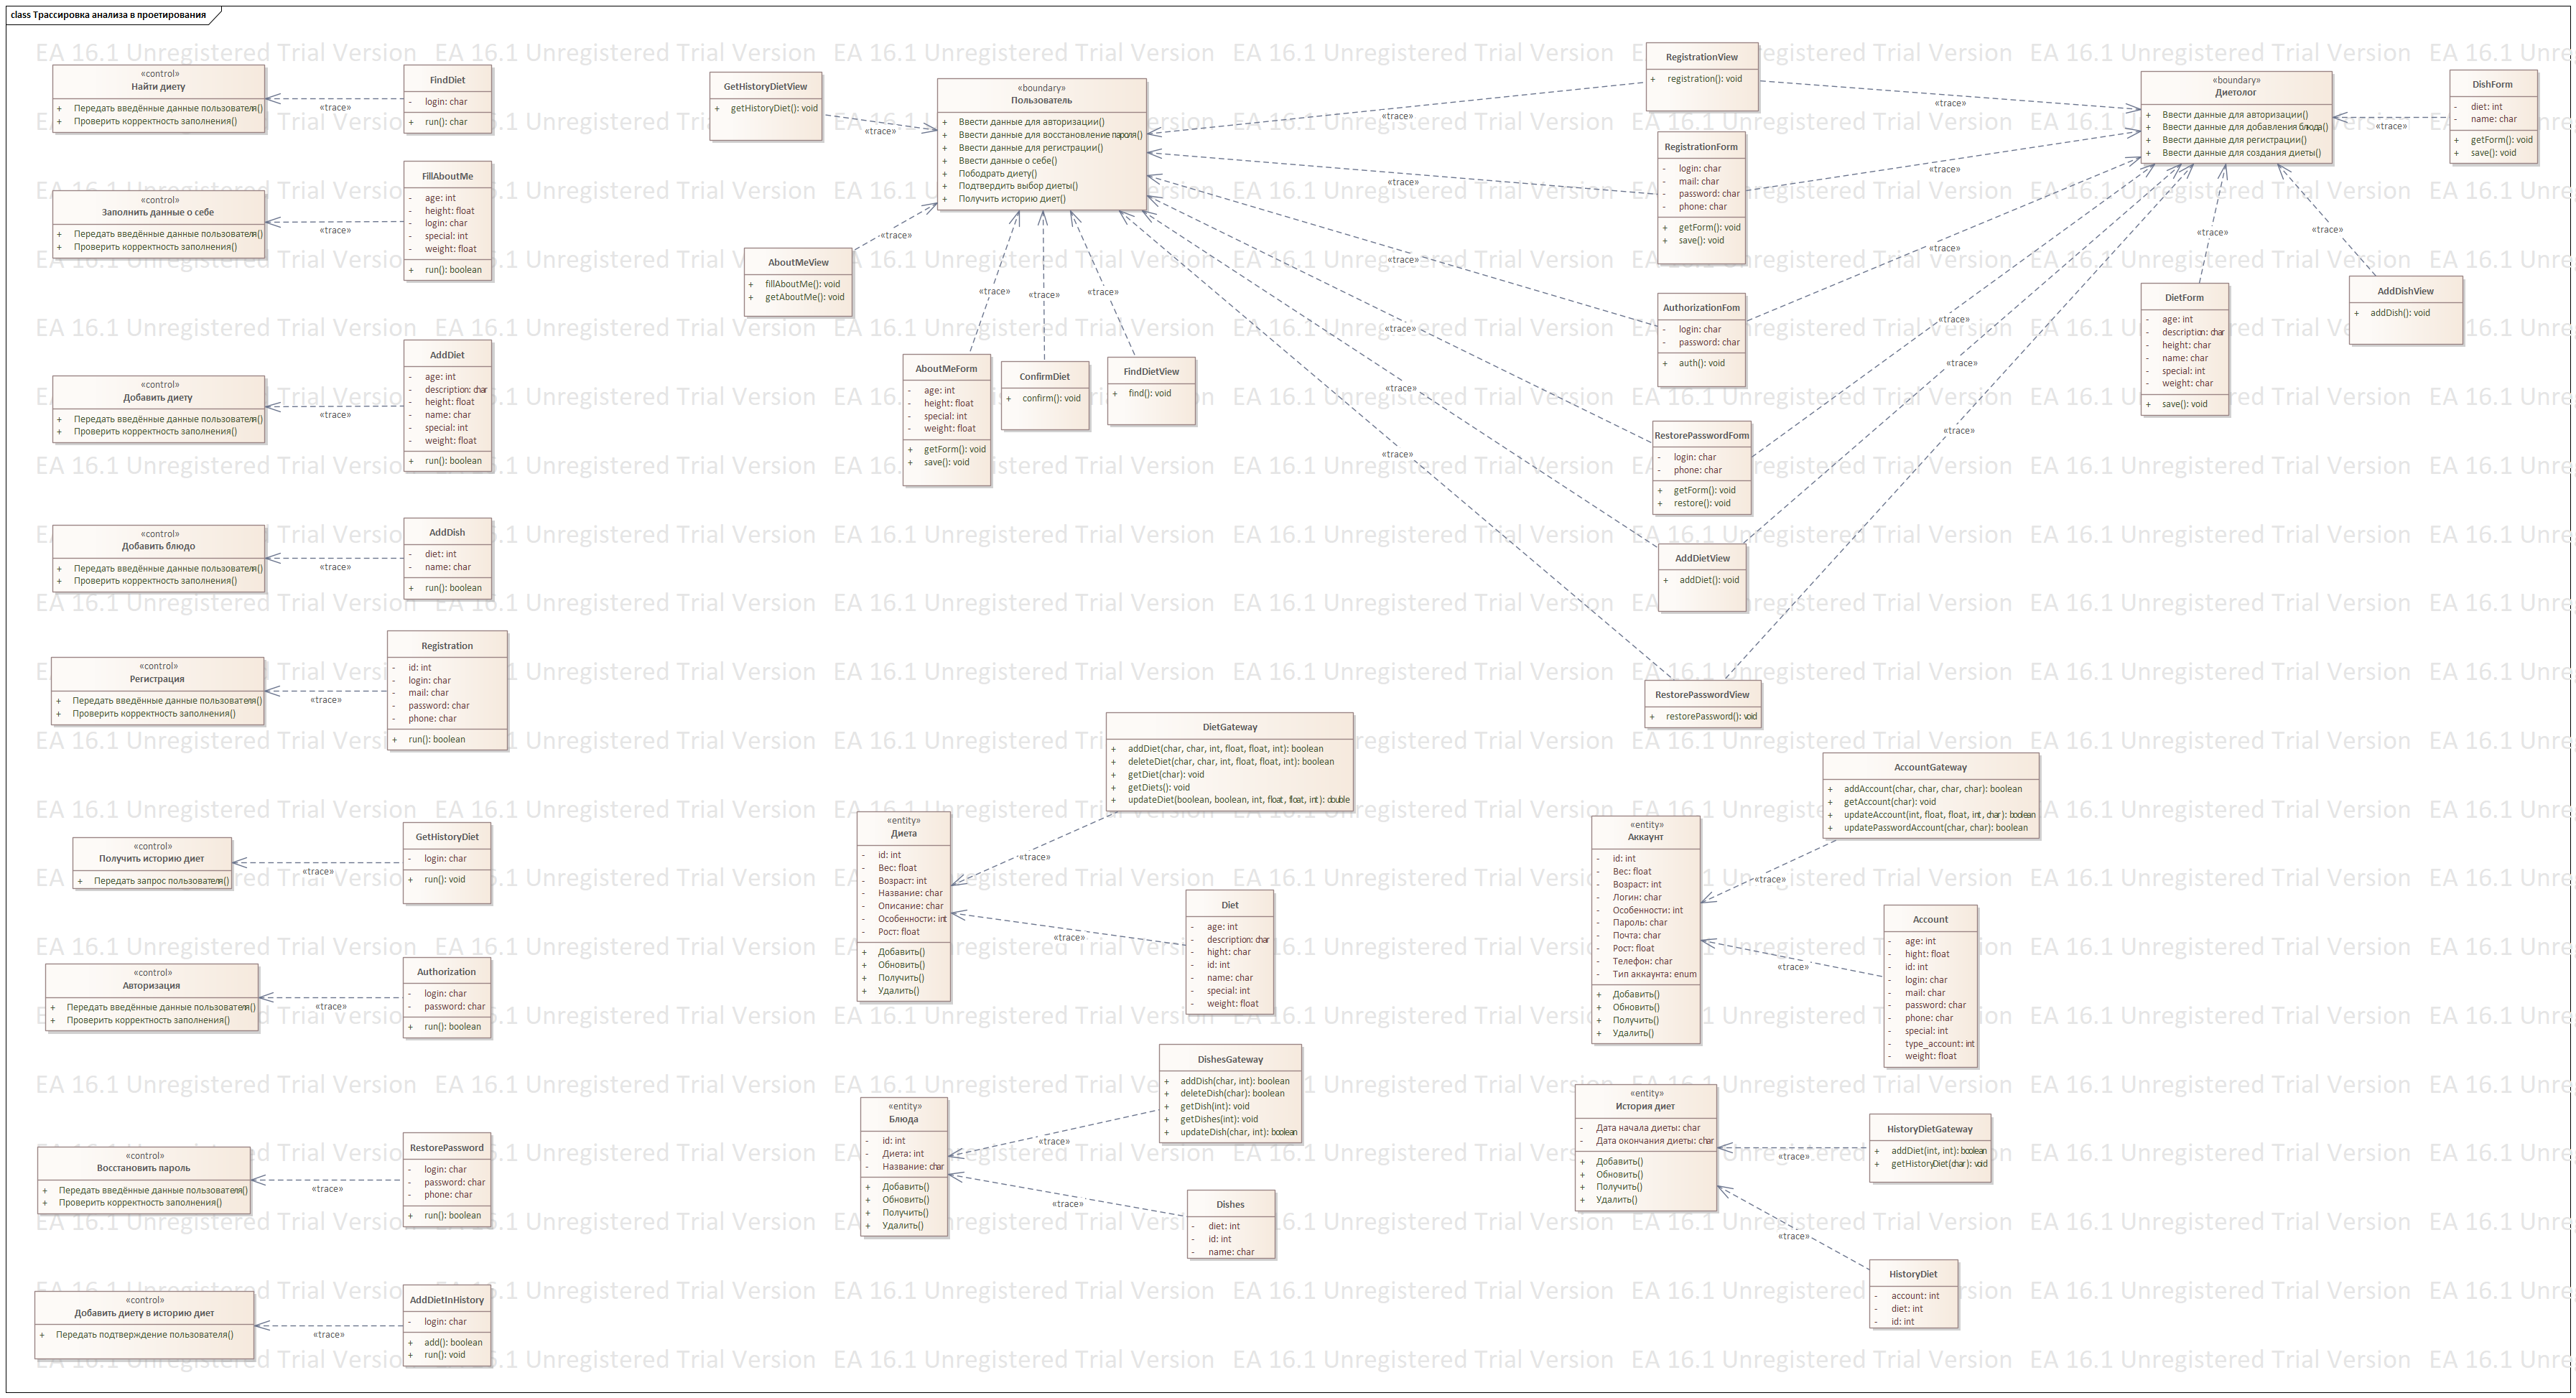 class Трассировка анализа в проетирования
«control»
Найти диету
+ Передать введённые данные пользователя()
+ Проверить корректность заполнения()
«trace»
FindDiet
- login: char
+ run(): char
«control»
Заполнить данные о себе
+ Передать введённые данные пользователя()
+ Проверить корректность заполнения()
«trace»
FillAboutMe
- age: int
- height: float
- login: char
- special: int
- weight: float
+ run(): boolean
«control»
Добавить диету
+ Передать введённые данные пользователя()
+ Проверить корректность заполнения()
«trace»
AddDiet
- age: int
- description: char
- height: float
- name: char
- special: int
- weight: float
+ run(): boolean
«control»
Добавить блюдо
+ Передать введённые данные пользователя()
+ Проверить корректность заполнения()
«trace»
AddDish
- diet: int
- name: char
+ run(): boolean
«control»
Регистрация
+ Передать введённые данные пользователя()
+ Проверить корректность заполнения()
«trace»
Registration
- id: int
- login: char
- mail: char
- password: char
- phone: char
+ run(): boolean
«control»
Получить историю диет
+ Передать запрос пользователя()
«trace»
GetHistoryDiet
- login: char
+ run(): void
«control»
Авторизация
+ Передать введённые данные пользователя()
+ Проверить корректность заполнения()
«trace»
Authorization
- login: char
- password: char
+ run(): boolean
«control»
Восстановить пароль
+ Передать введённые данные пользователя()
+ Проверить корректность заполнения()
«trace»
RestorePassword
- login: char
- password: char
- phone: char
+ run(): boolean
«control»
Добавить диету в историю диет
+ Передать подтверждение пользователя()
«trace»
AddDietInHistory
- login: char
+ add(): boolean
+ run(): void
GetHistoryDietView
+ getHistoryDiet(): void
«trace»
«boundary»
Пользователь
+ Ввести данные для авторизации()
+ Ввести данные для восстановление пароля()
+ Ввести данные для регистрации()
+ Ввести данные о себе()
+ Пободрать диету()
+ Подтвердить выбор диеты()
+ Получить историю диет()
AboutMeView
+ fillAboutMe(): void
+ getAboutMe(): void
«trace»
AboutMeForm
- age: int
- height: float
- special: int
- weight: float
+ getForm(): void
+ save(): void
«trace»
ConfirmDiet
+ confirm(): void
«trace»
FindDietView
+ find(): void
«trace»
RegistrationView
+ registration(): void
«trace»
«trace»
RegistrationForm
- login: char
- mail: char
- password: char
- phone: char
+ getForm(): void
+ save(): void
«trace»
«trace»
AuthorizationFom
- login: char
- password: char
+ auth(): void
«trace»
«trace»
RestorePasswordForm
- login: char
- phone: char
+ getForm(): void
+ restore(): void
«trace»
«trace»
AddDietView
+ addDiet(): void
«trace»
«trace»
RestorePasswordView
+ restorePassword(): void
«trace»
«trace»
«boundary»
Диетолог
+ Ввести данные для авторизации()
+ Ввести данные для добавления блюда()
+ Ввести данные для регистрации()
+ Ввести данные для создания диеты()
DishForm
- diet: int
- name: char
+ getForm(): void
+ save(): void
«trace»
DietForm
- age: int
- description: char
- height: char
- name: char
- special: int
- weight: char
+ save(): void
«trace»
AddDishView
+ addDish(): void
«trace»
DietGateway
+ addDiet(char, char, int, float, float, int): boolean
+ deleteDiet(char, char, int, float, float, int): boolean
+ getDiet(char): void
+ getDiets(): void
+ updateDiet(boolean, boolean, int, float, float, int): double
«trace»
«entity»
Диета
- id: int
- Вес: float
- Возраст: int
- Название: char
- Описание: char
- Особенности: int
- Рост: float
+ Добавить()
+ Обновить()
+ Получить()
+ Удалить()
«trace»
Diet
- age: int
- description: char
- hight: char
- id: int
- name: char
- special: int
- weight: float
DishesGateway
+ addDish(char, int): boolean
+ deleteDish(char): boolean
+ getDish(int): void
+ getDishes(int): void
+ updateDish(char, int): boolean
«trace»
«entity»
Блюда
- id: int
- Диета: int
- Название: char
+ Добавить()
+ Обновить()
+ Получить()
+ Удалить()
«trace»
Dishes
- diet: int
- id: int
- name: char
AccountGateway
+ addAccount(char, char, char, char): boolean
+ getAccount(char): void
+ updateAccount(int, float, float, int, char): boolean
+ updatePasswordAccount(char, char): boolean
«trace»
«entity»
Аккаунт
- id: int
- Вес: float
- Возраст: int
- Логин: char
- Особенности: int
- Пароль: char
- Почта: char
- Рост: float
- Телефон: char
- Тип аккаунта: enum
+ Добавить()
+ Обновить()
+ Получить()
+ Удалить()
«trace»
Account
- age: int
- hight: float
- id: int
- login: char
- mail: char
- password: char
- phone: char
- special: int
- type_account: int
- weight: float
«entity»
История диет
- Дата начала диеты: char
- Дата окончания диеты: char
+ Добавить()
+ Обновить()
+ Получить()
+ Удалить()
«trace»
HistoryDietGateway
+ addDiet(int, int): boolean
+ getHistoryDiet(char): void
«trace»
HistoryDiet
- account: int
- diet: int
- id: int
EA 16.1 Unregistered Trial Version